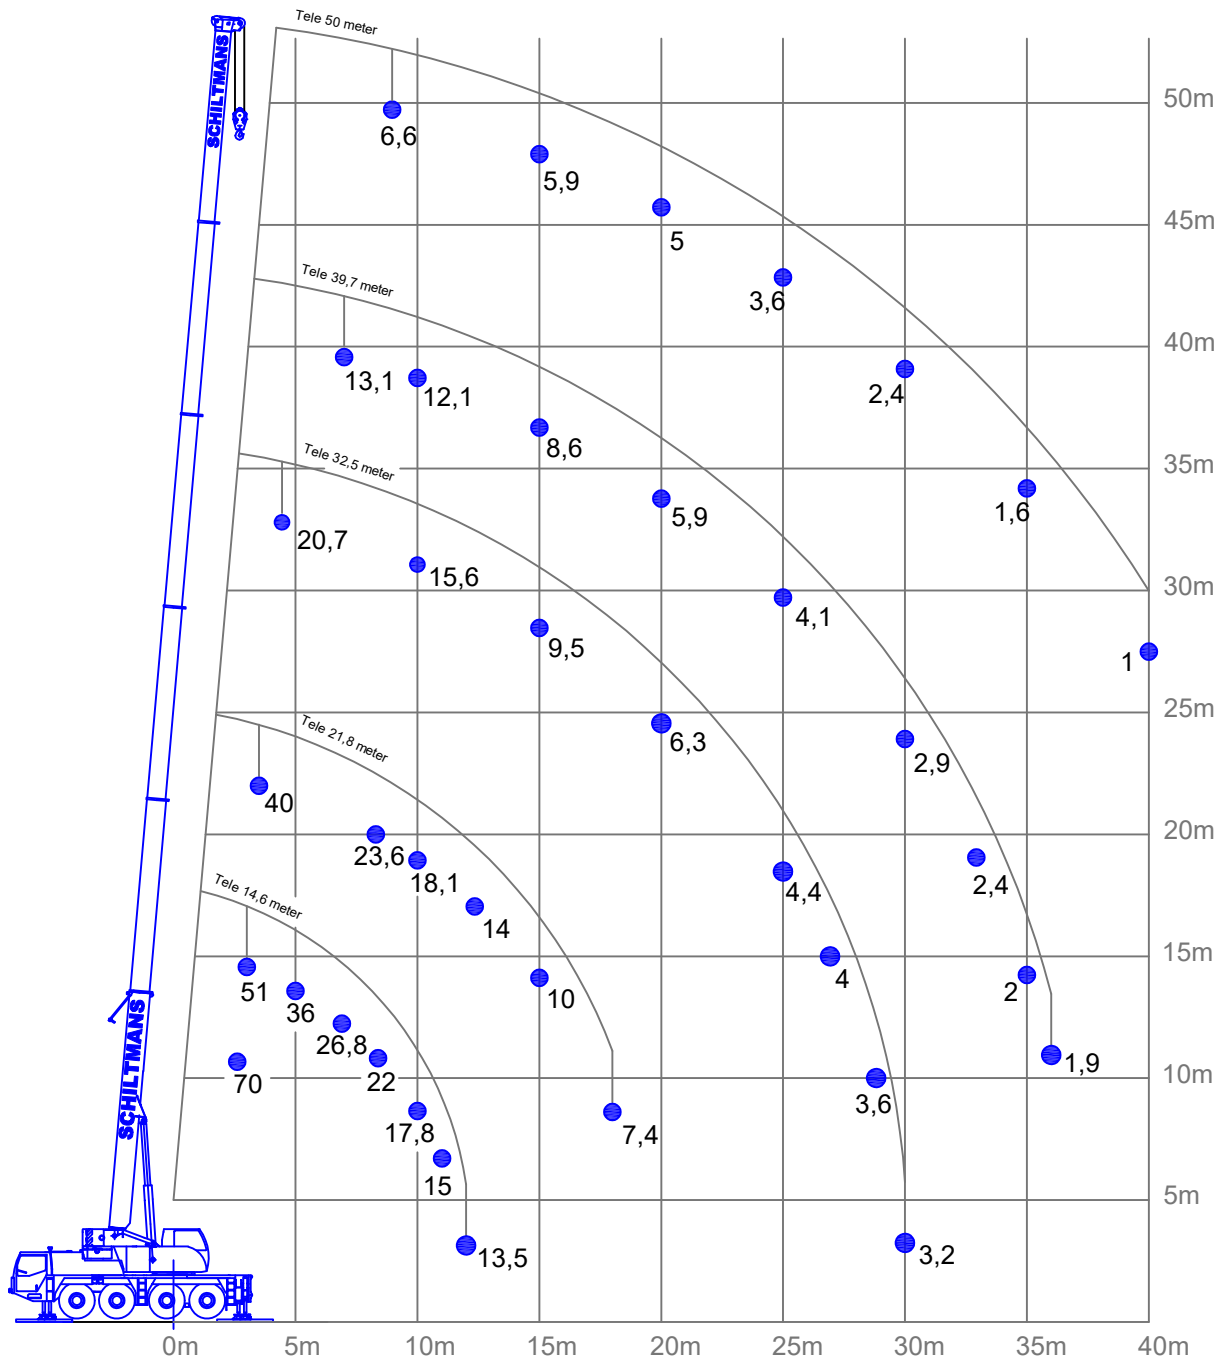 Tele 50 meter
SCHILTMANS
50m
6,6
5,9
45m
5
Tele 39,7 meter
3,6
40m
13,1
12,1
2,4
8,6
35m
Tele 32,5 meter
5,9
1,6
20,7
15,6
30m
4,1
9,5
1
25m
Tele 21,8 meter
6,3
2,9
40
20m
23,6
18,1
2,4
Tele 14,6 meter
4,4
14
15m
51
36
10
4
2
SCHILTMANS
26,8
22
70
10m
1,9
3,6
17,8
7,4
15
5m
13,5
3,2
0m 5m 10m 15m 20m 25m 30m 35m 40m